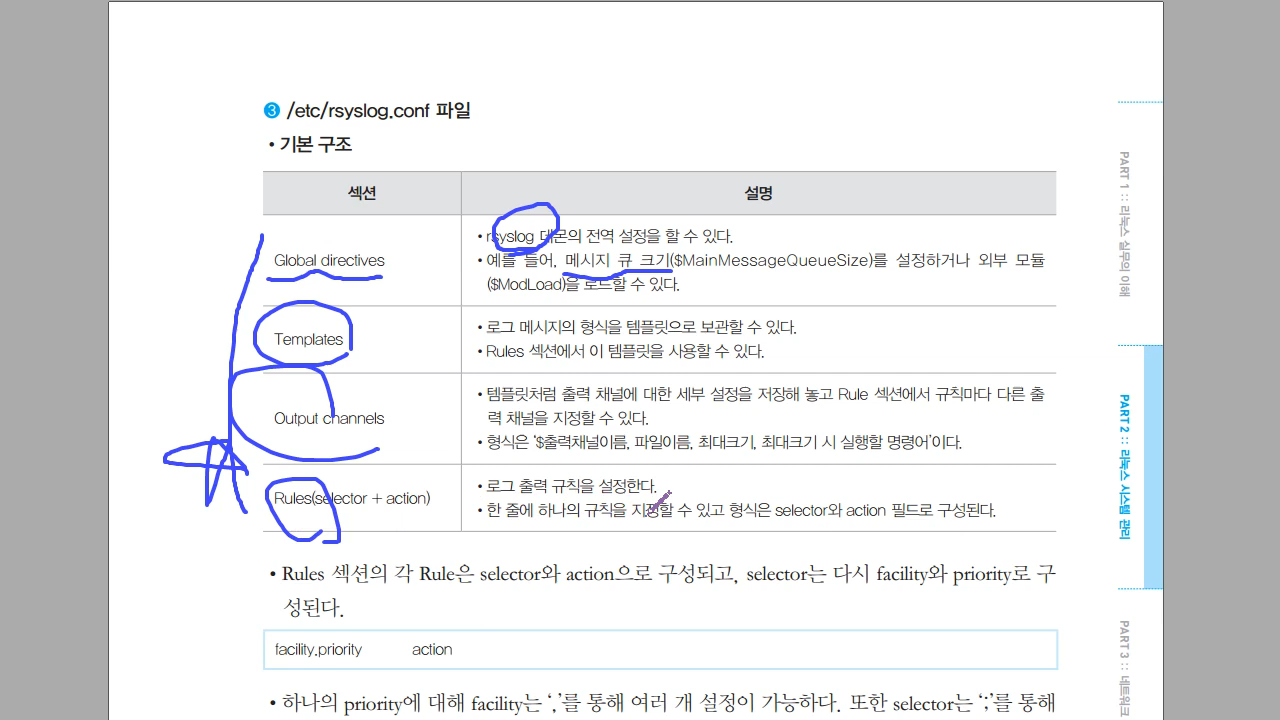 ❸ /etc/rsyslog.conf 파일
• 기본 구조
섹션 설명
Global directives
• rsyslog 데몬의 전역 설정을 할 수 있다.
• 예를 들어, 메시지 큐 크기($MainMessageQueueSize)를 설정하거나 외부 모듈
($ModLoad)을 로드할 수 있다.
Templates
• 로그 메시지의 형식을 템플릿으로 보관할 수 있다.
• Rules 섹션에서 이 템플릿을 사용할 수 있다.
Output channels
• 템플릿처럼 출력 채널에 대한 세부 설정을 저장해 놓고 Rule 섹션에서 규칙마다 다른 출
력 채널을 지정할 수 있다.
• 형식은 '$출력채널이름, 파일이름, 최대크기, 최대크기 시 실행할 명령어'이다.
Rules(selector + action)
• 로그 출력 규칙을 설정한다.
• 한 줄에 하나의 규칙을 지정할 수 있고 형식은 selector와 action 필드로 구성된다.
• Rules 섹션의 각 Rule은 selector와 action으로 구성되고, selector는 다시 facility와 priority로 구
성된다.
facility.priority action
• 하나의 priority에 대해 facility는 ','를 통해 여러 개 설정이 가능하다. 또한 selector는 ';'를 통해
PART 1 :: 리눅스 실무의 이해
PART 2 :: 리눅스 시스템 관리
PART 3 :: 네트워크